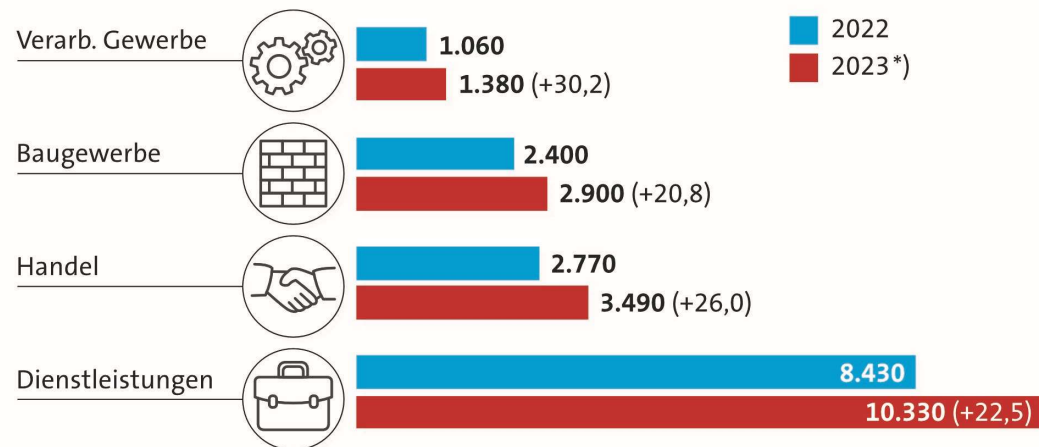 Verarb. Gewerbe
1.060
1.380 (+30,2)
2022
2023*)
Baugewerbe
2.400
2.900 (+20,8)
Handel
2.770
3.490 (+26,0)
Dienstleistungen
8.430
10.330 (+22,5)